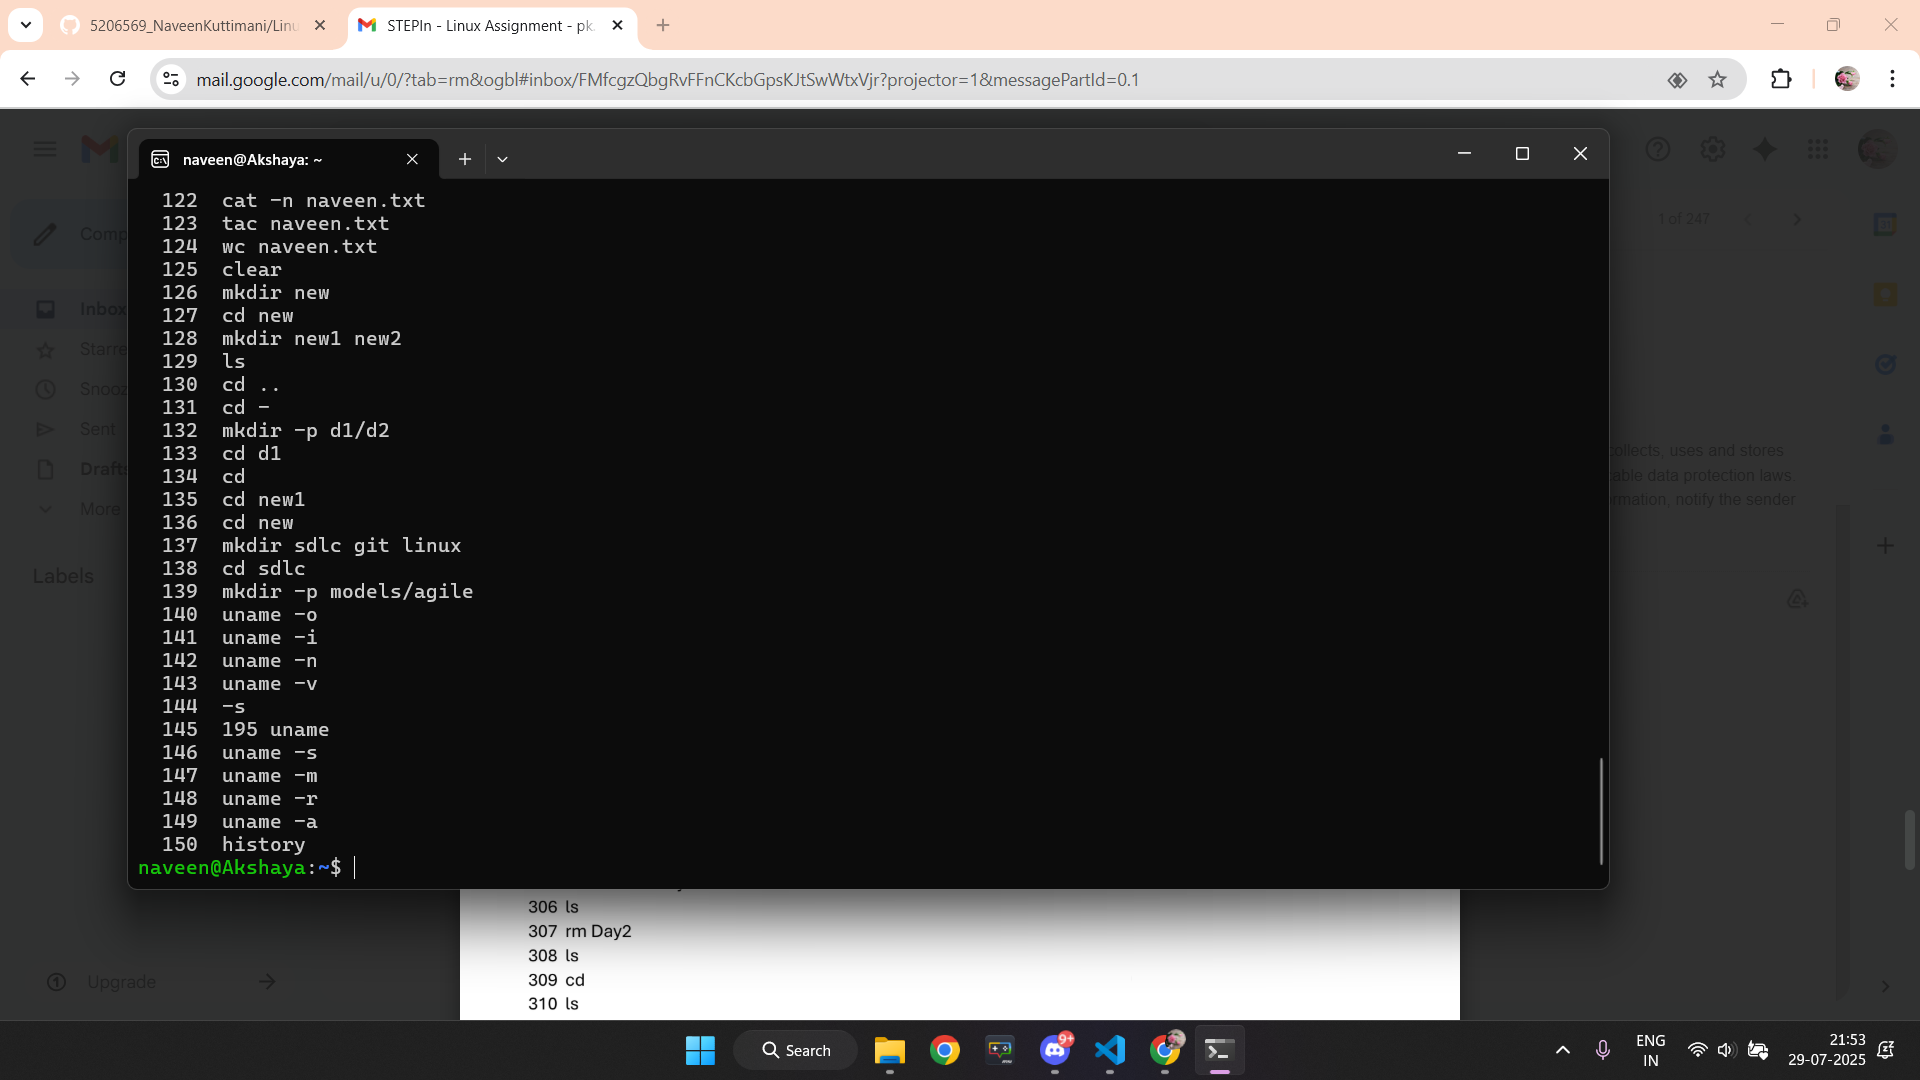 5206569_NaveenKuttimani/Linu
STEPIn - Linux Assignment - pk
mail.google.com/mail/u/0/?tab=rm&ogbl#inbox/FMfcgzQbgRvFFnCKcbGpsKJtSwWtxVjr?projector=1&messagePartId=0.1
naveen@Akshaya: ~
1 of 247
Comp
Inbox
Starre
Snooz
Sent
Drafts
More
Labels
Upgrade
122 cat -n naveen.txt
123 tac naveen.txt
124 wc naveen.txt
125 clear
126 mkdir new
127 cd new
128 mkdir new1 new2
129 ls
130 cd ..
131 cd -
132 mkdir -p d1/d2
133 cd d1
134 cd
135 cd new1
136 cd new
137 mkdir sdlc git linux
138 cd sdlc
139 mkdir -p models/agile
140 uname -o
141 uname -i
142 uname -n
143 uname -v
144 -s
145 195 uname
146 uname -s
147 uname -m
148 uname -r
149 uname -a
150 history
naveen@Akshaya:~$
collects, uses and stores
able data protection laws.
rmation, notify the sender
306 ls
307 rm Day2
308 ls
309 cd
310 ls
Search
9+
ENG
IN
21:53
29-07-2025